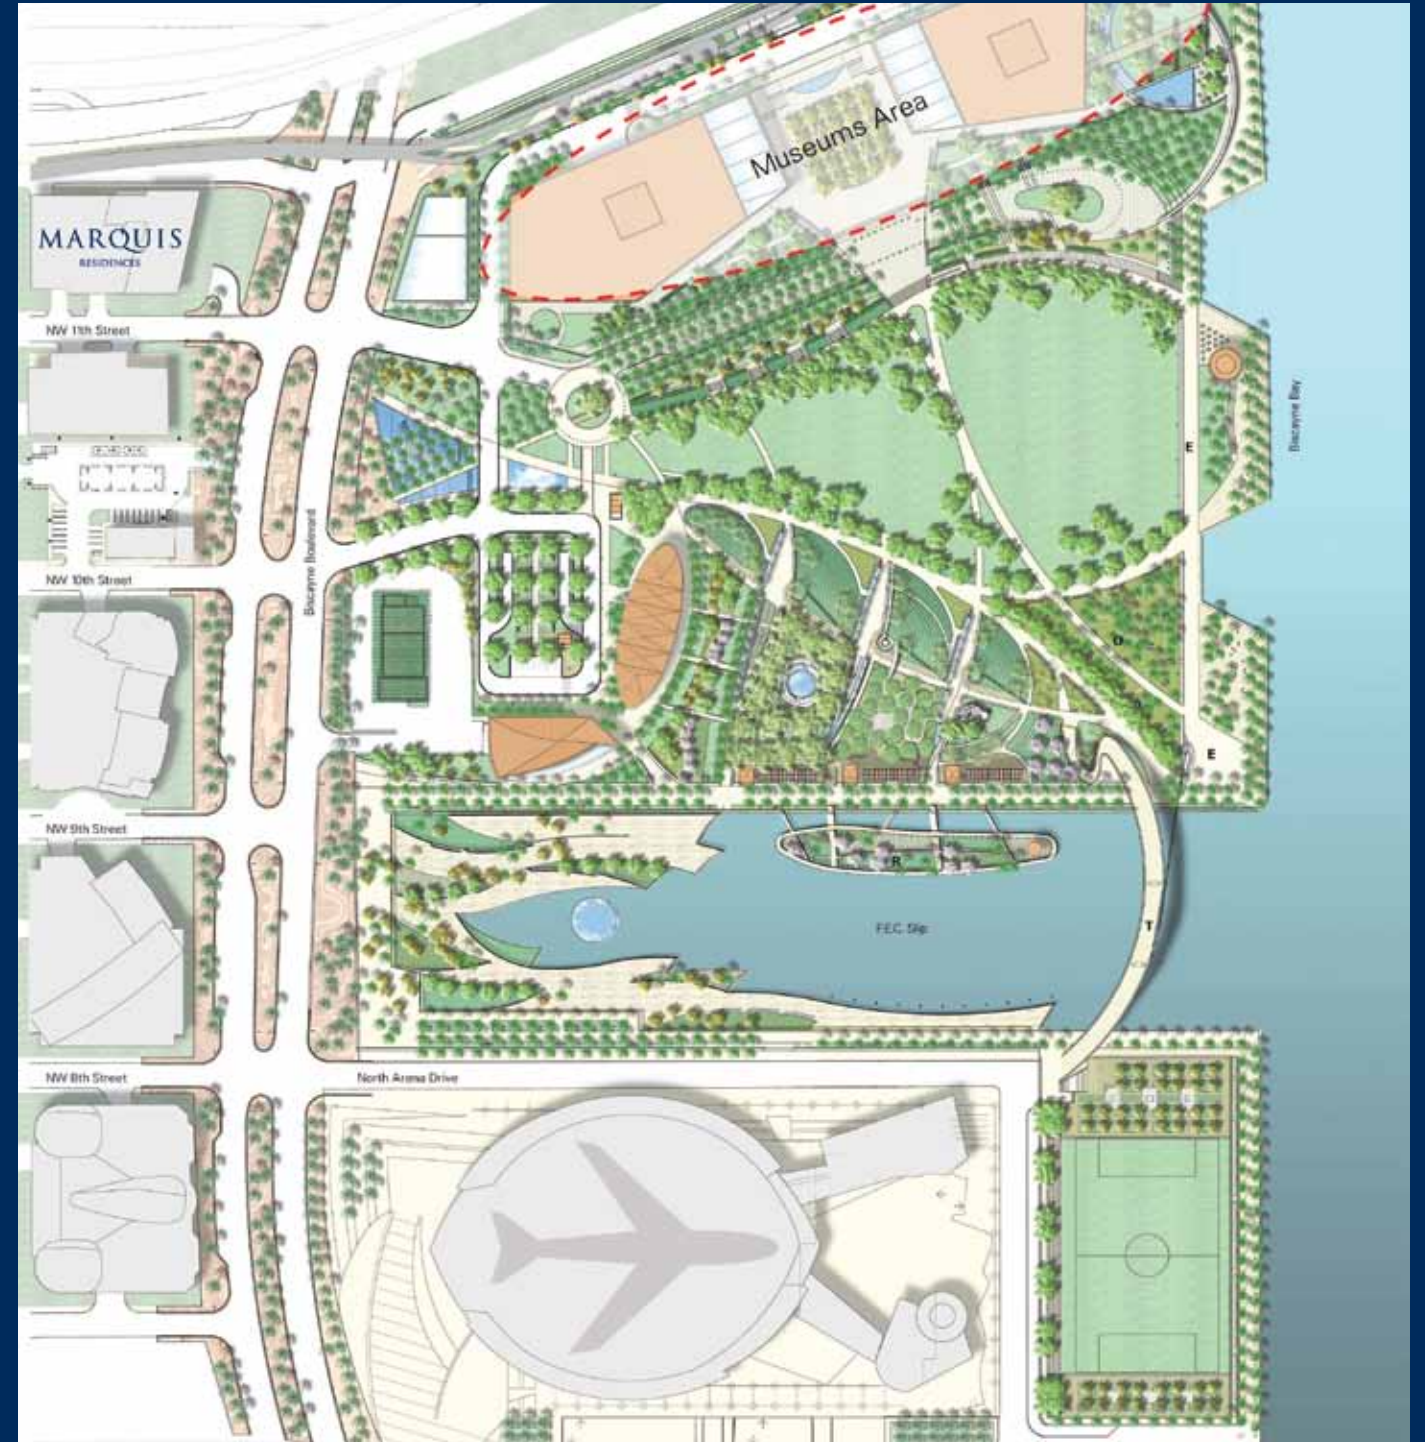 Museums Area
MARQUIS
RESIDENCES
NW 11th Street
Biscayne Bay
E
Biscayne Boulevard
NW 10th Street
D
E
NW 9th Street
R
F.E.C. Slip
T
NW 8th Street
North Arena Drive